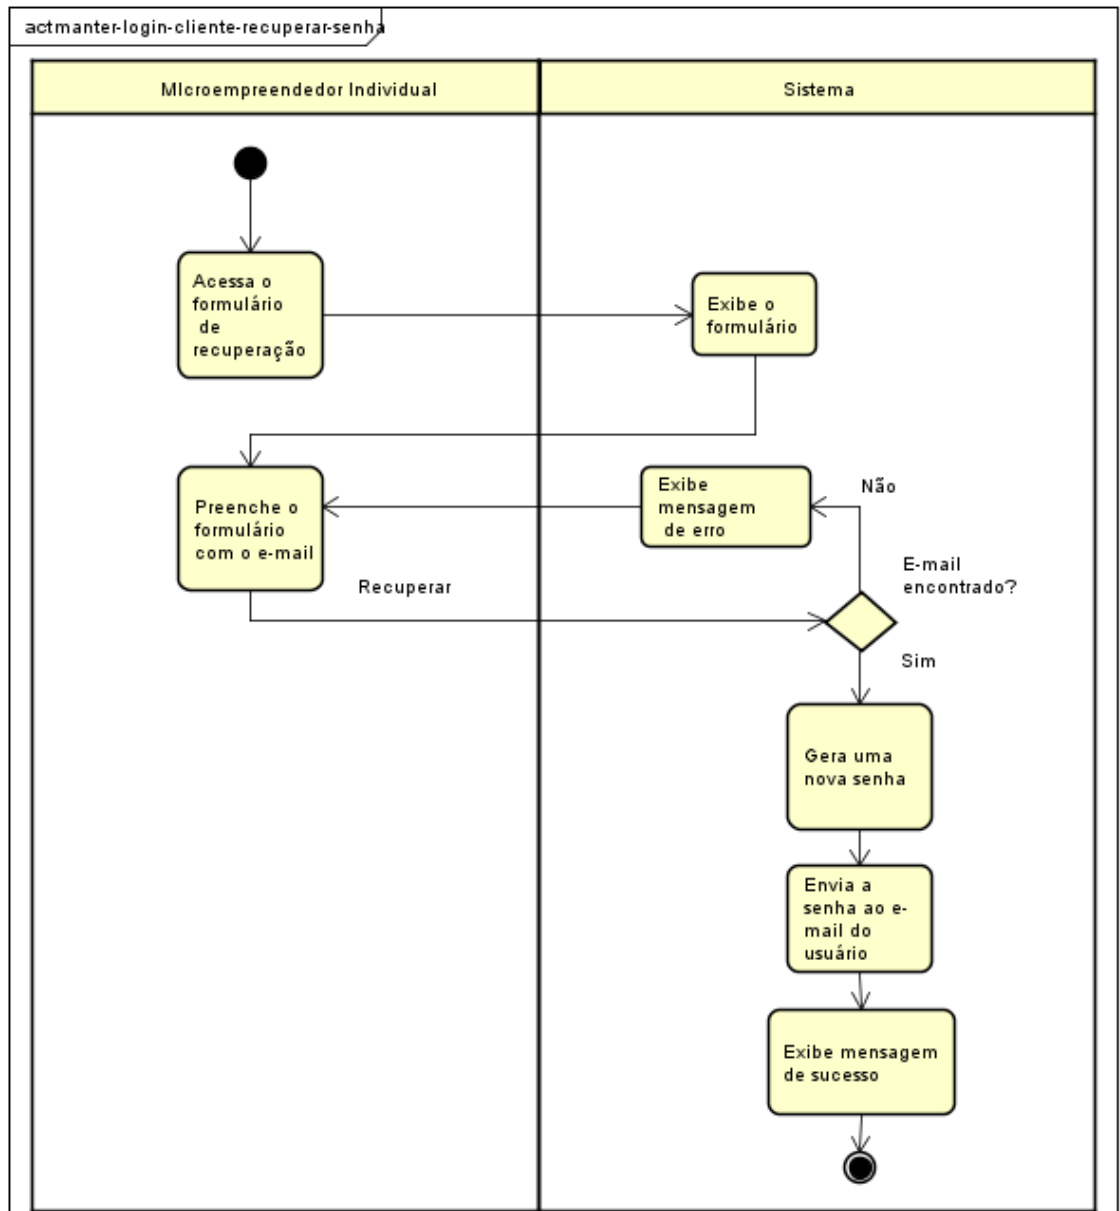 actmanter-login-cliente-recuperar-senha
MIcroempreendedor Individual
Sistema
Acessa o
formulário
de
recuperação
Exibe o
formulário
Preenche o
formulário
com o e-mail
Exibe
mensagem
de erro
Não
E-mail
encontrado?
Recuperar
Sim
Gera uma
nova senha
Envia a
senha ao e-
mail do
usuário
Exibe mensagem
de sucesso